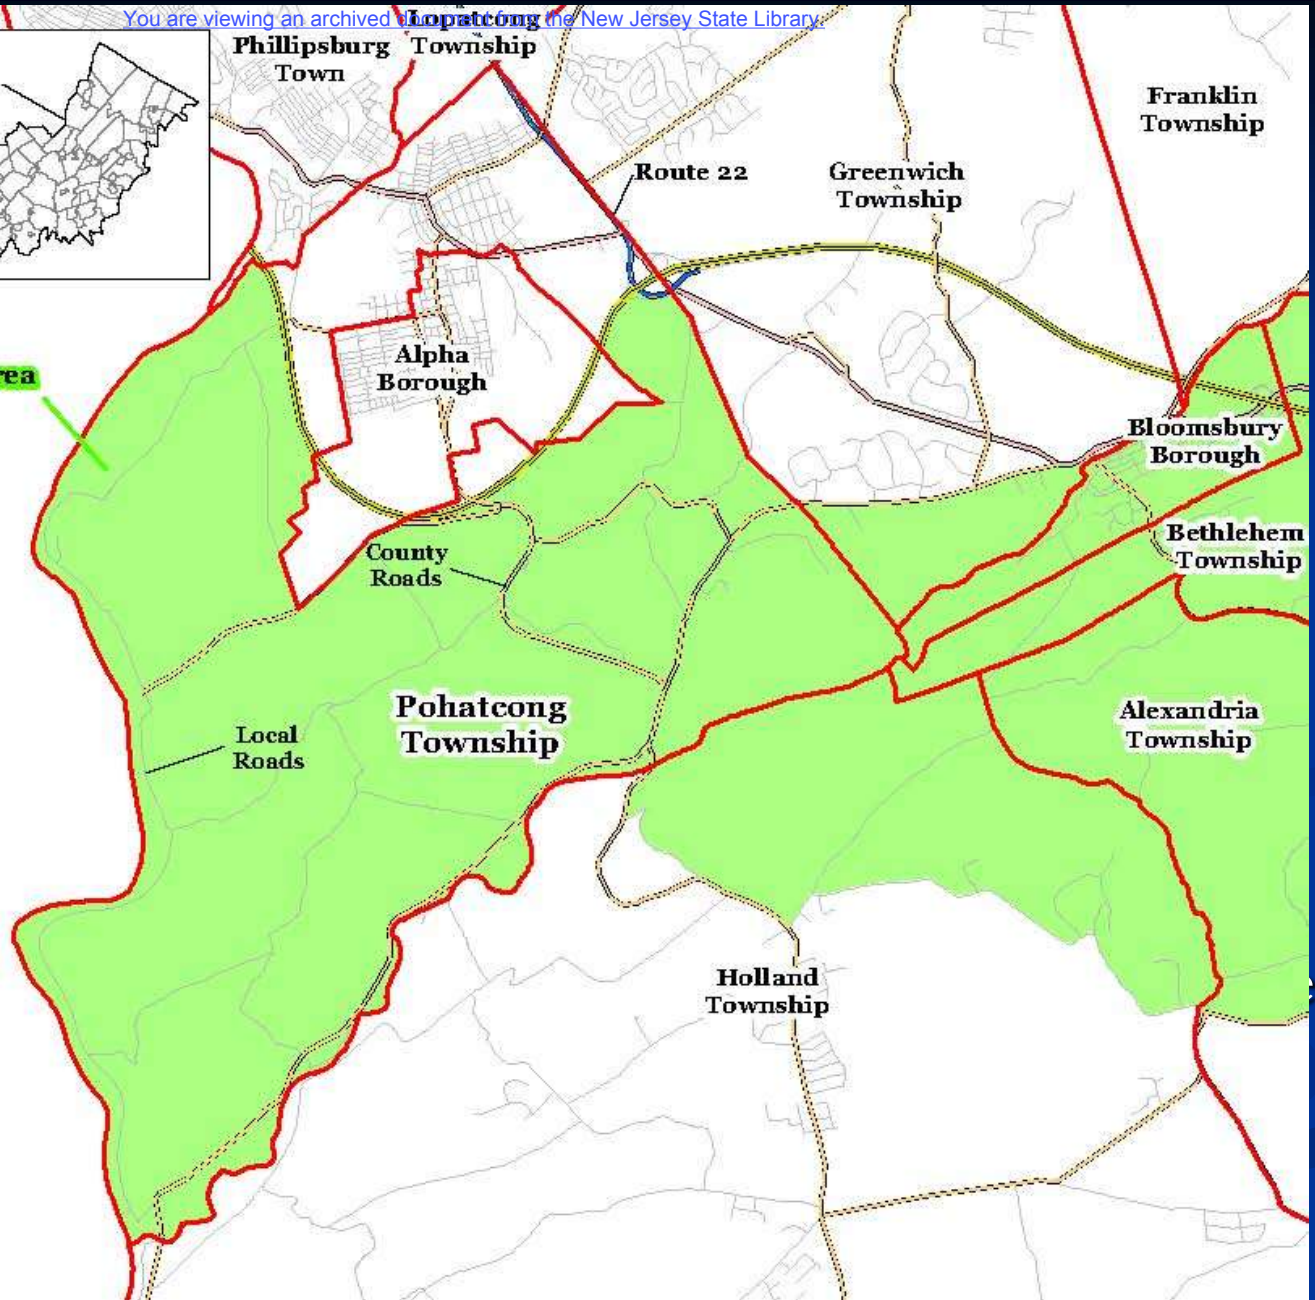 You are viewing an archived document from the New Jersey State Library.
Lopatcong
Township
Phillipsburg
Town
Franklin
Township
Route 22
Greenwich
Township
Alpha
Borough
rea
Bloomsbury
Borough
Bethlehem
Township
County
Roads
Pohatcong
Township
Alexandria
Township
Local
Roads
Holland
Township